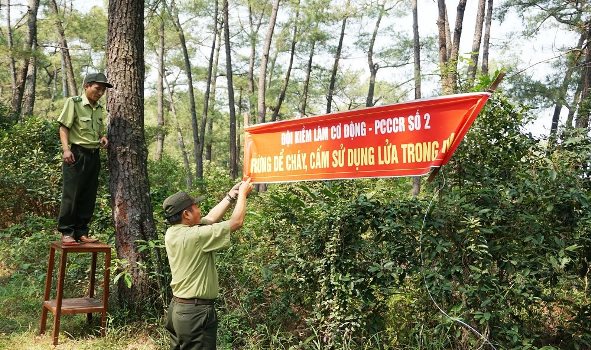 ĐỘI KIỂM LÂM CƠ ĐỘNG - PCCCR SỐ 2
RỪNG DỄ CHÁY, CẤM SỬ DỤNG LỬA TRONG